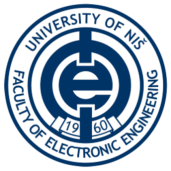 UNIVERSITY OF NIŠ
1960
FACULTY OF ELECTRONIC ENGINEERING